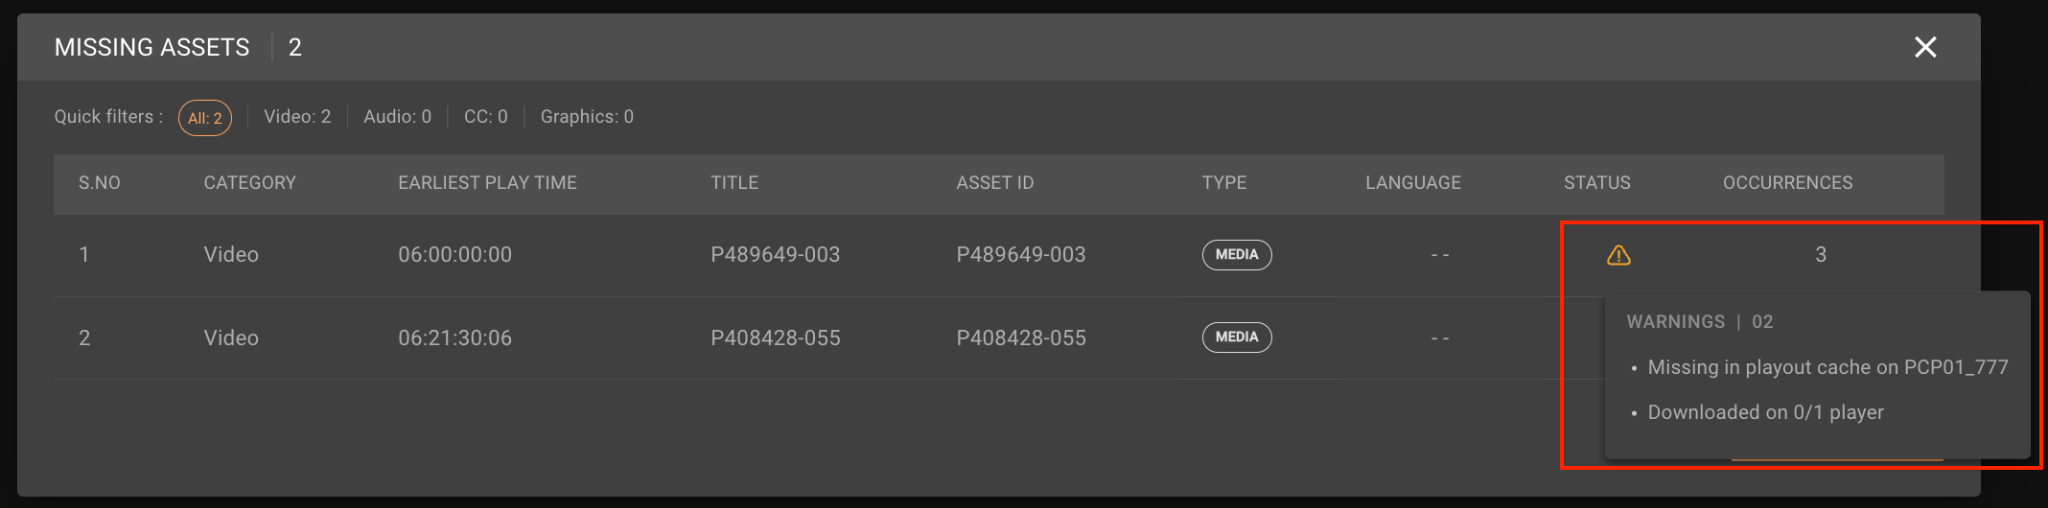 MISSING ASSETS 2
Quick filters : All: 2 Video: 2 Audio: 0 CC: 0 Graphics: 0
S.NO CATEGORY EARLIEST PLAY TIME TITLE ASSET ID TYPE LANGUAGE STATUS OCCURRENCES
1 Video 06:00:00:00 P489649-003 P489649-003 MEDIA - - 3
2 Video 06:21:30:06 P408428-055 P408428-055 MEDIA - -
WARNINGS | 02
• Missing in playout cache on PCP01_777
• Downloaded on 0/1 player